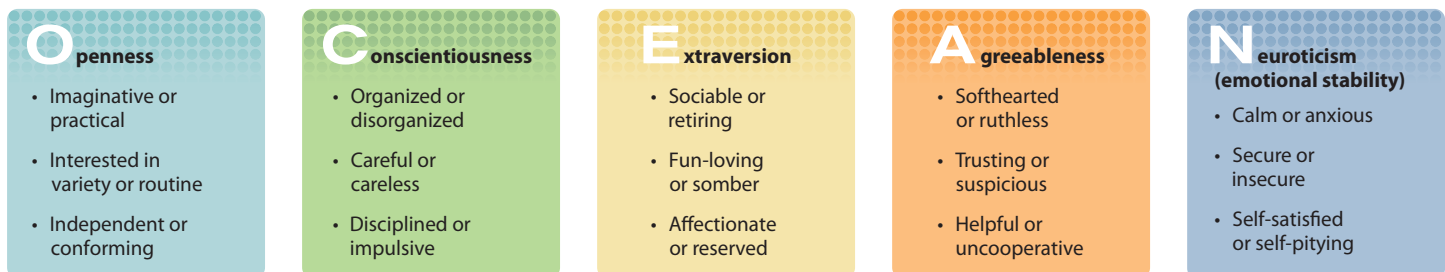 Openness
• Imaginative or
practical
• Interested in
variety or routine
• Independent or
conforming
Conscientiousness
• Organized or
disorganized
• Careful or
careless
• Disciplined or
impulsive
Extraversion
• Sociable or
retiring
• Fun-loving
or somber
• Affectionate
or reserved
Agreeableness
• Softhearted
or ruthless
• Trusting or
suspicious
• Helpful or
uncooperative
Neuroticism
(emotional stability)
• Calm or anxious
• Secure or
insecure
• Self-satisfied
or self-pitying